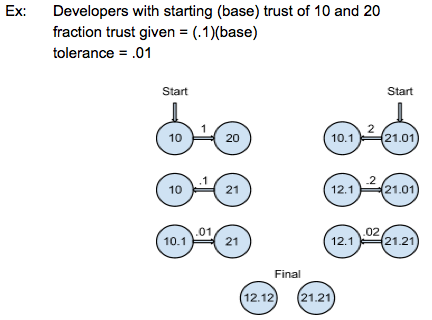 Ex: Developers with starting (base) trust of 10 and 20
fraction trust given = (.1)(base)
tolerance = .01
Start Start
10 1 20 10.1 2 21.01
10 .1 21 12.1 .2 21.01
10.1 .01 21 12.1 .02 21.21
Final
12.12 21.21